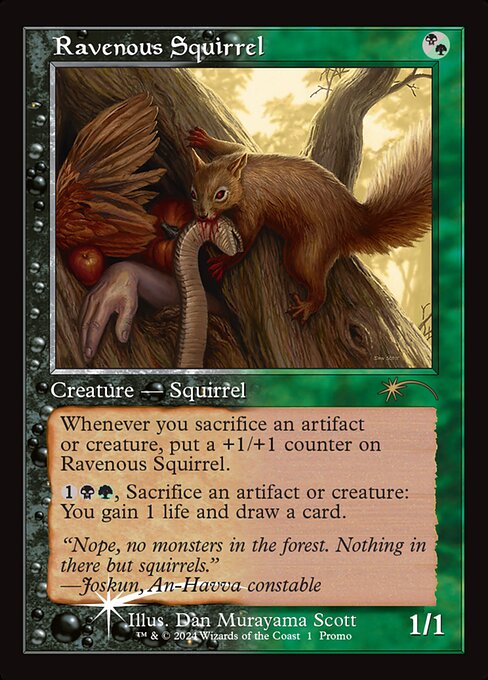 Ravenous Squirrel
DAN SCOTT
Creature — Squirrel
Whenever you sacrifice an artifact
or creature, put a +1/+1 counter on
Ravenous Squirrel.
1, Sacrifice an artifact or creature:
You gain 1 life and draw a card.
“Nope, no monsters in the forest. Nothing in
there but squirrels.”
—Joskun, An-Havva constable
Illus. Dan Murayama Scott
™ & © 2024 Wizards of the Coast 1 Promo
1/1